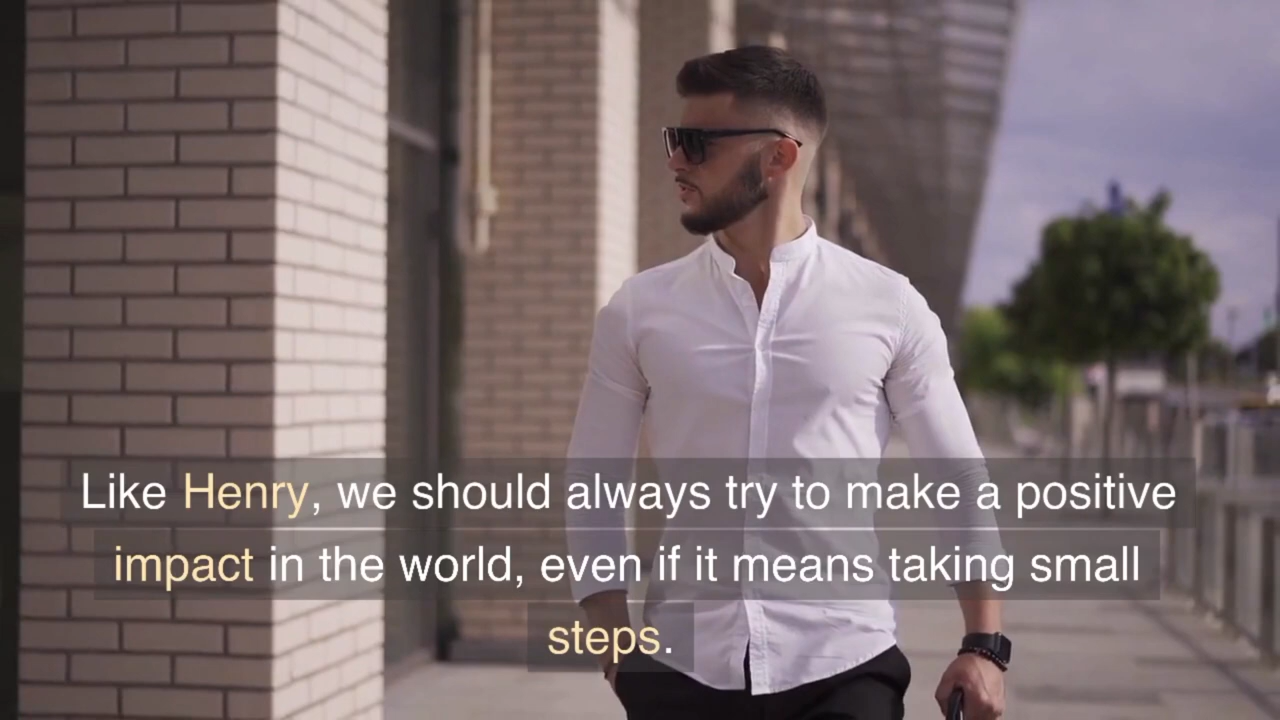 Like Henry, we should always try to make a positive
impact in the world, even if it means taking small
steps.